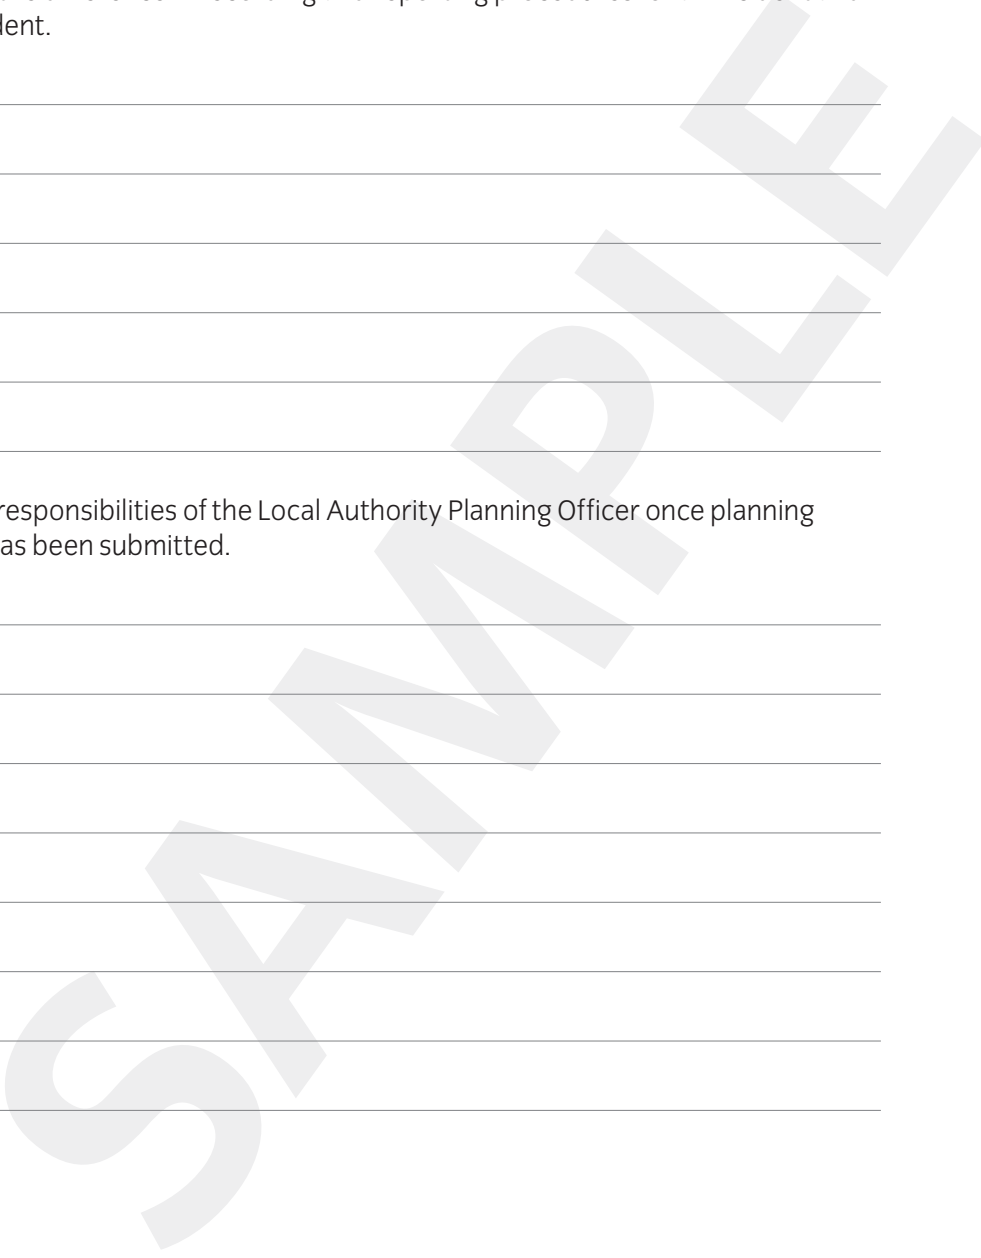 dent.
responsibilities of the Local Authority Planning Officer once planning
as been submitted.
SAMPLE